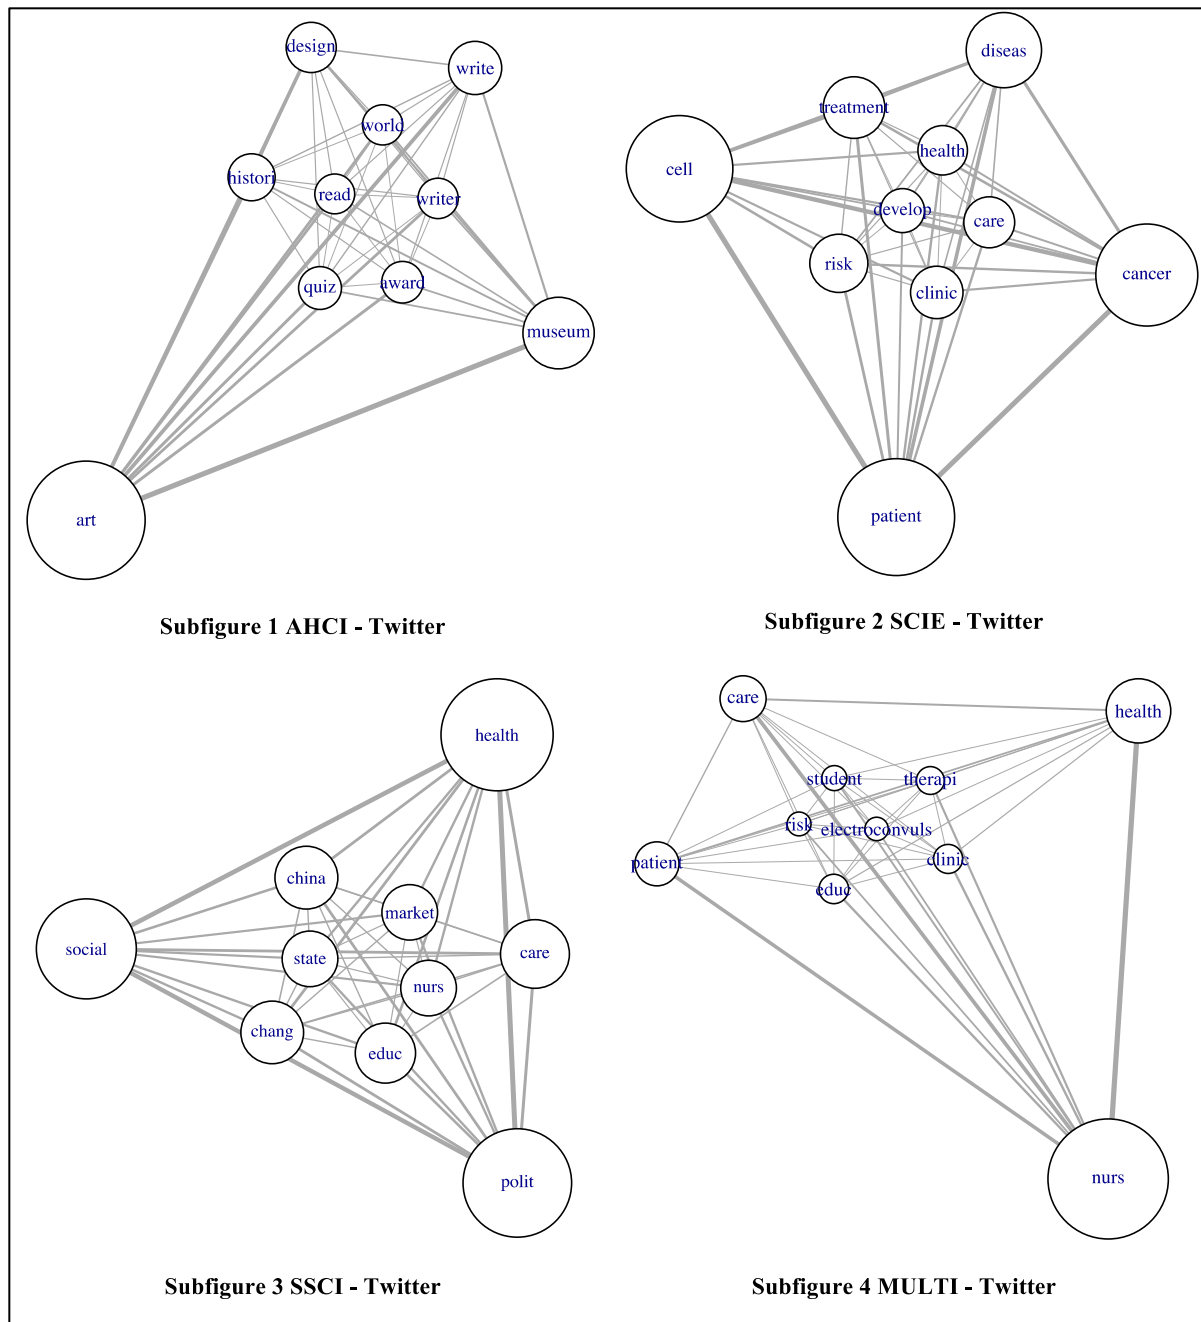 design
write
world
histori
read
writer
quiz
award
museum
art
Subfigure 1 AHCI - Twitter
diseas
treatment
health
cell
develop
care
risk
clinic
cancer
patient
Subfigure 2 SCIE - Twitter
health
china
market
social
state
care
nurs
chang
educ
polit
Subfigure 3 SSCI - Twitter
care
health
student
therapi
risk
electroconvuls
patient
clinic
educ
nurs
Subfigure 4 MULTI - Twitter